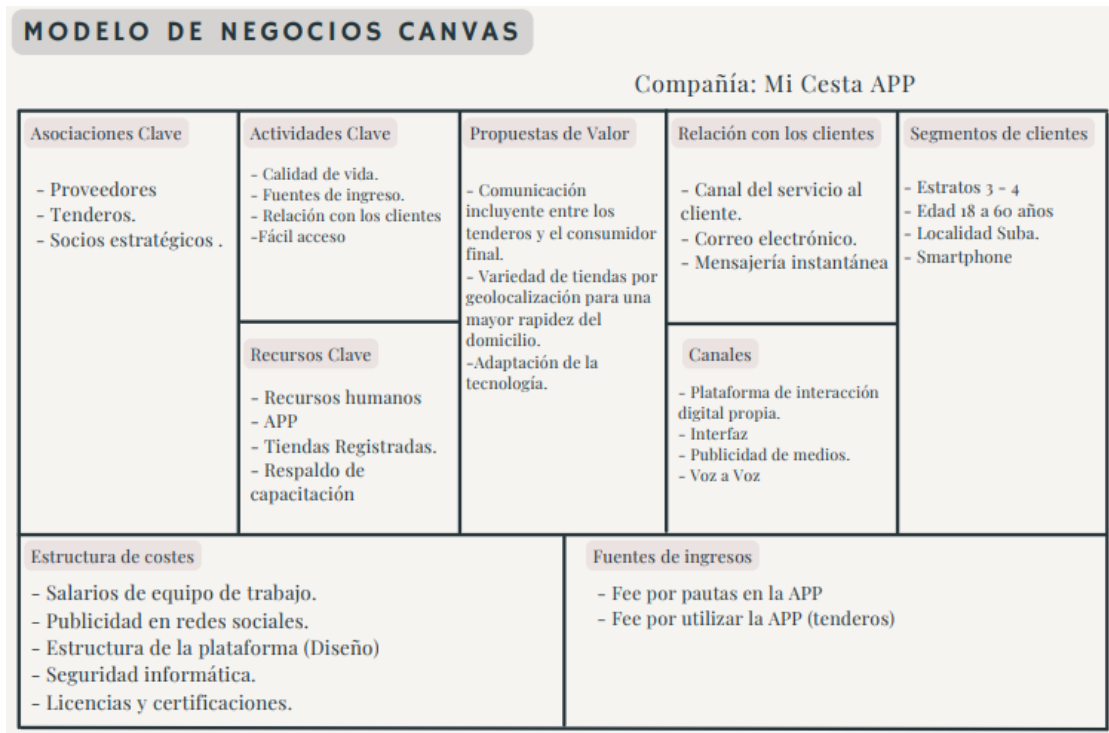 MODELO DE NEGOCIOS CANVAS
Compañía: Mi Cesta APP
Asociaciones Clave
- Proveedores
- Tenderos.
- Socios estratégicos .
Actividades Clave
- Calidad de vida.
- Fuentes de ingreso.
- Relación con los clientes
-Fácil acceso
Recursos Clave
- Recursos humanos
- APP
- Tiendas Registradas.
- Respaldo de
capacitación
Propuestas de Valor
- Comunicación
incluyente entre los
tenderos y el consumidor
final.
- Variedad de tiendas por
geolocalización para una
mayor rapidez del
domicilio.
-Adaptación de la
tecnología.
Relación con los clientes
- Canal del servicio al
cliente.
- Correo electrónico.
- Mensajería instantánea
Canales
- Plataforma de interacción
digital propia.
- Interfaz
- Publicidad de medios.
- Voz a Voz
Segmentos de clientes
- Estratos 3 - 4
- Edad 18 a 60 años
- Localidad Suba.
- Smartphone
Estructura de costes
- Salarios de equipo de trabajo.
- Publicidad en redes sociales.
- Estructura de la plataforma (Diseño)
- Seguridad informática.
- Licencias y certificaciones.
Fuentes de ingresos
- Fee por pautas en la APP
- Fee por utilizar la APP (tenderos)